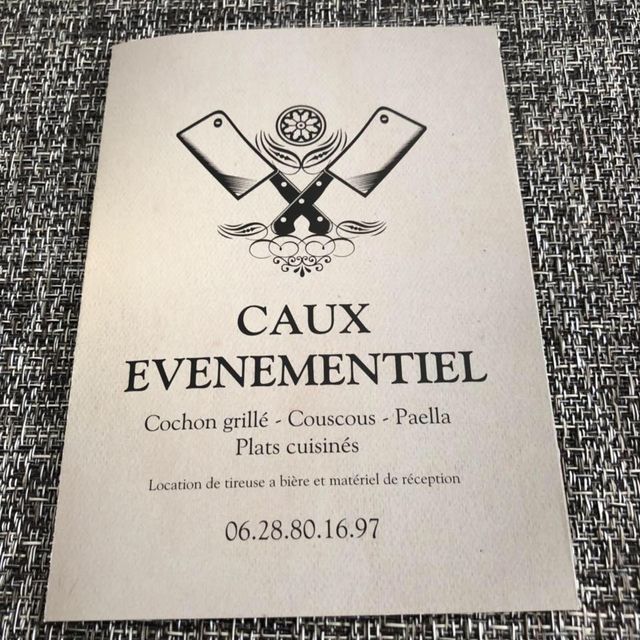 CAUX
EVENEMENTIEL
Cochon grillé - Couscous - Paella
Plats cuisinés
Location de tireuse a bière et matériel de réception
06.28.80.16.97